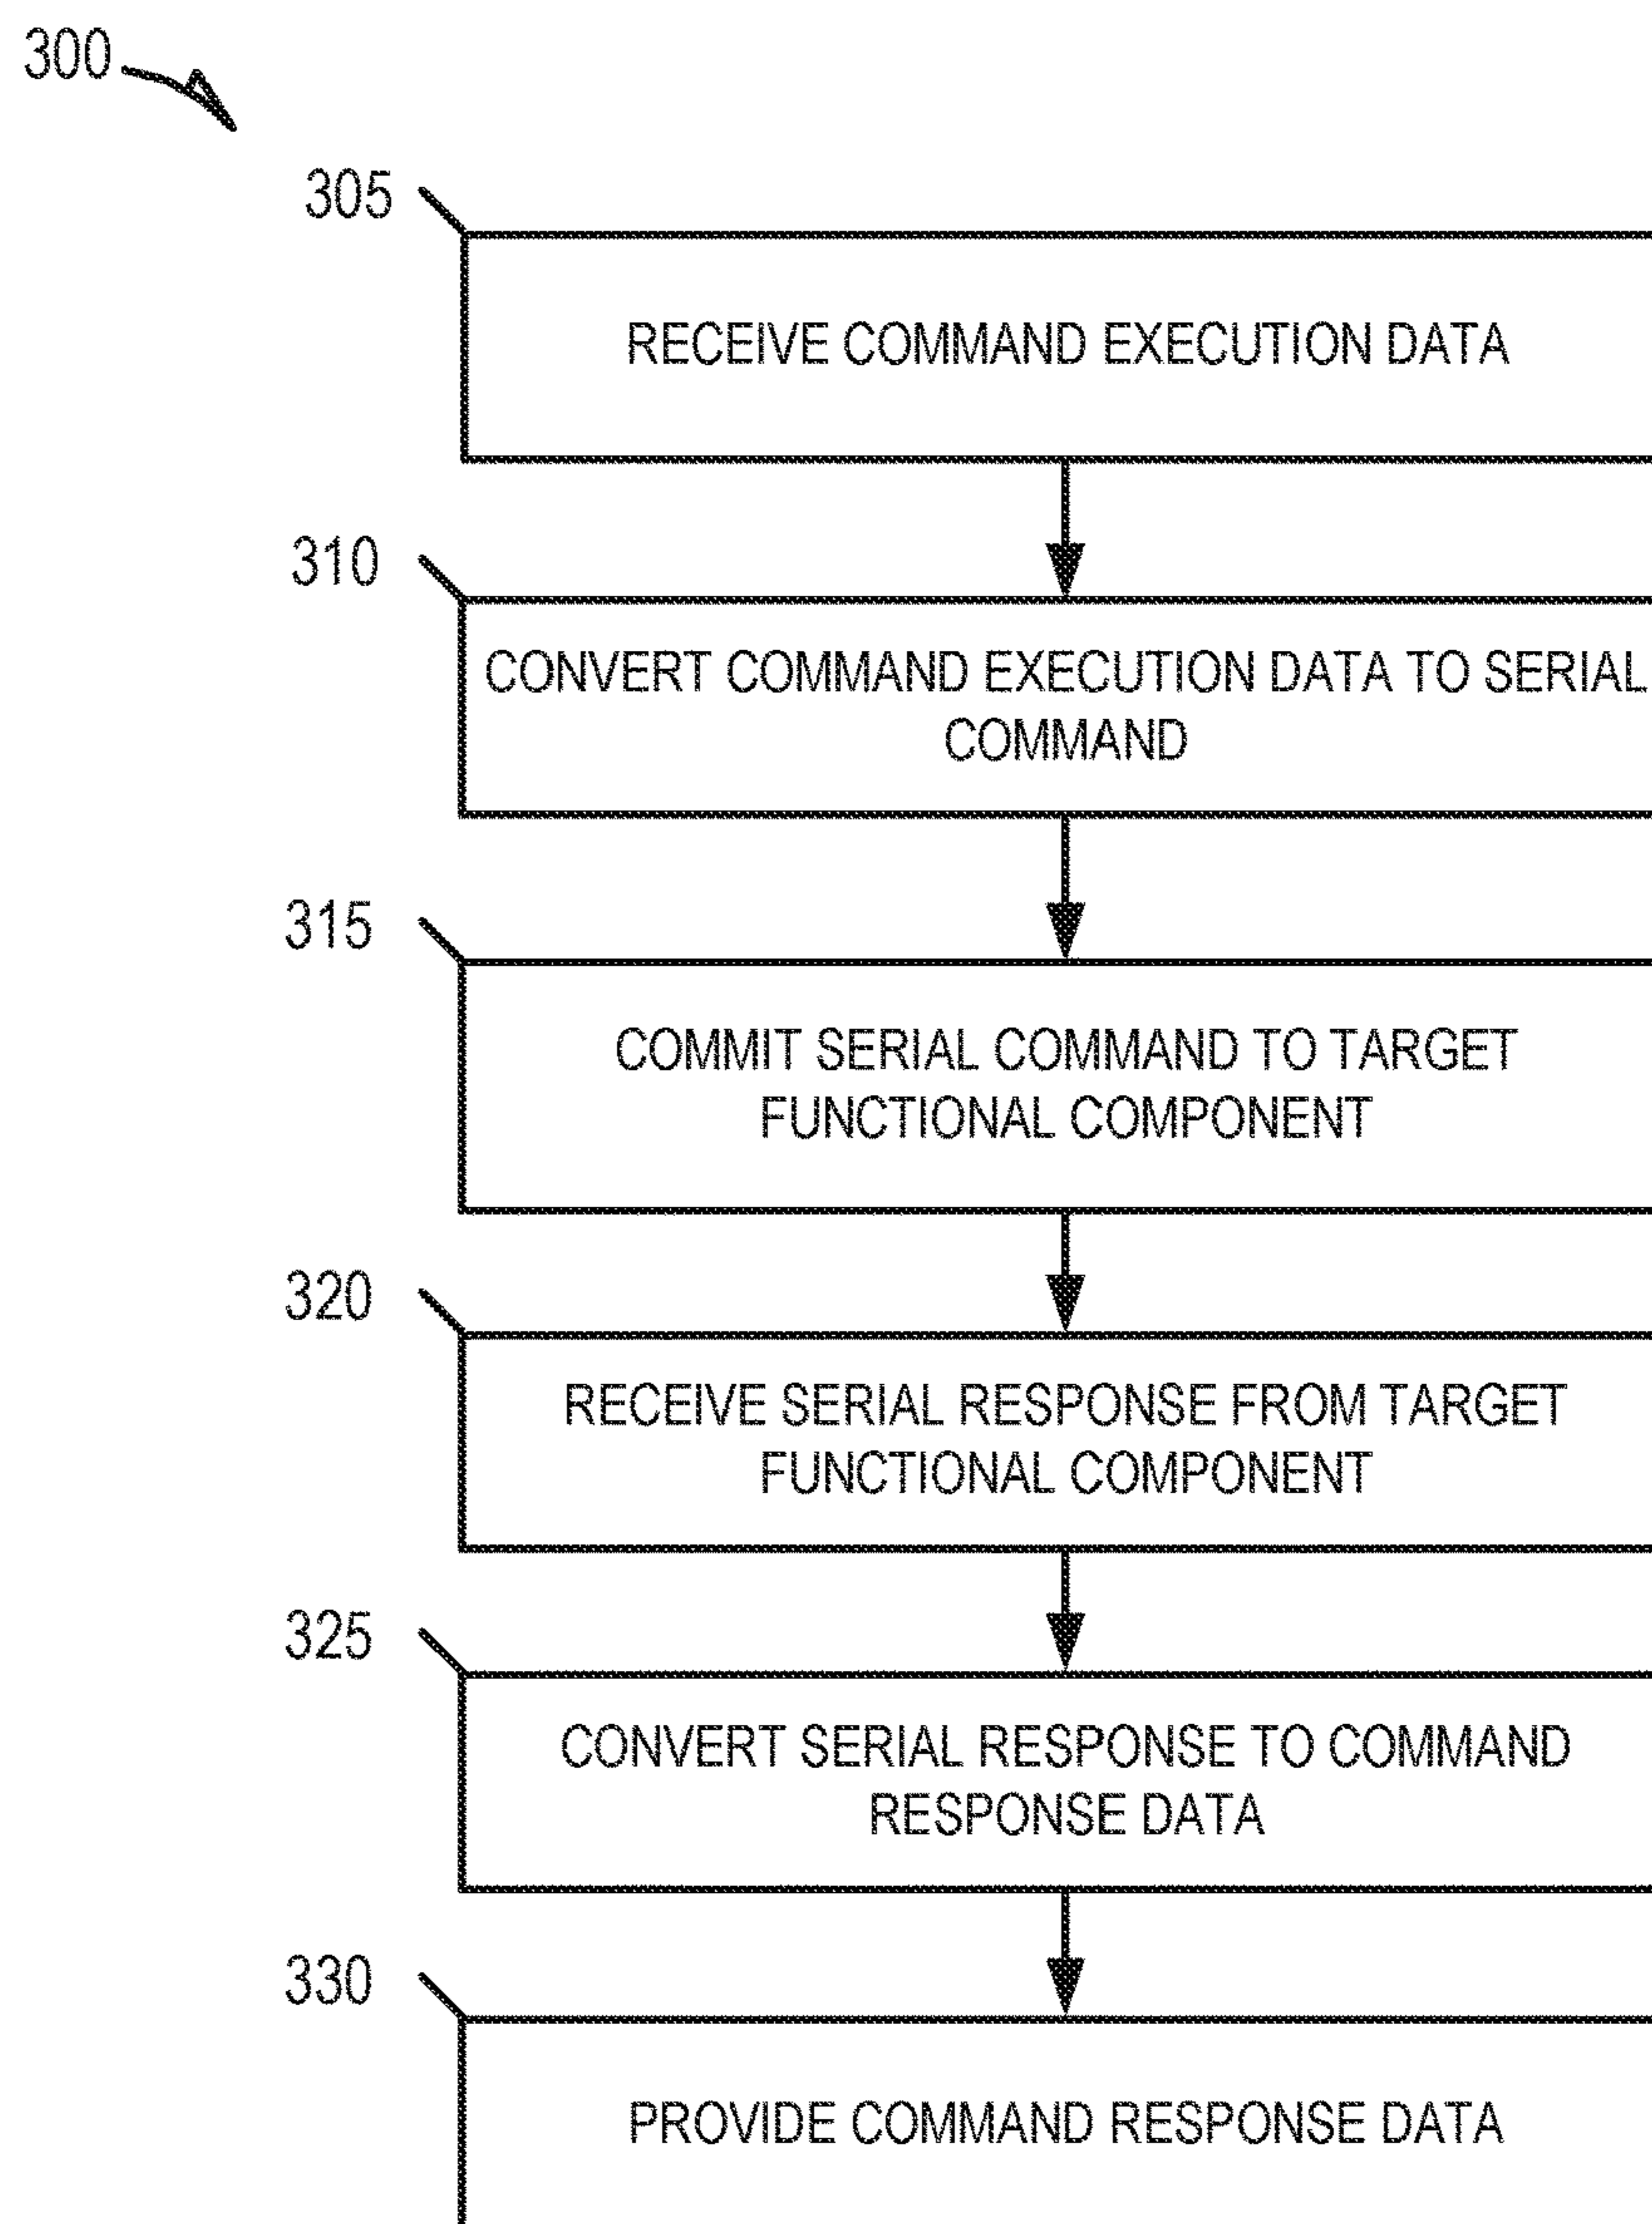 300
305
RECEIVE COMMAND EXECUTION DATA
310
CONVERT COMMAND EXECUTION DATA TO SERIAL
COMMAND
315
COMMIT SERIAL COMMAND TO TARGET
FUNCTIONAL COMPONENT
320
RECEIVE SERIAL RESPONSE FROM TARGET
FUNCTIONAL COMPONENT
325
CONVERT SERIAL RESPONSE TO COMMAND
RESPONSE DATA
330
PROVIDE COMMAND RESPONSE DATA